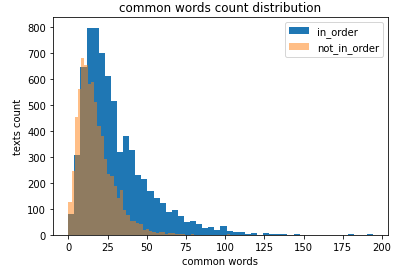 common words count distribution
in_order
not_in_order
texts count
800
700
600
500
400
300
200
100
0
0 25 50 75 100 125 150 175 200
common words